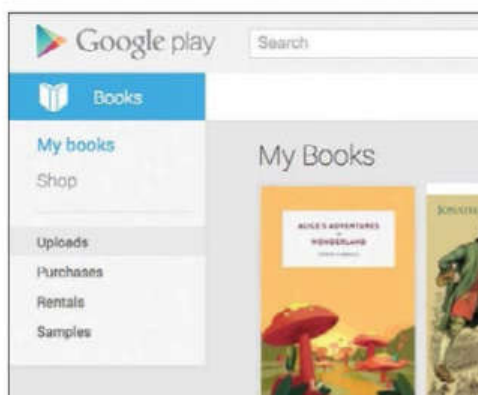 Google play
Search
Books
My books
Shop
My Books
Uploads
Purchases
Rentals
Samples
ALICE'S ADVENTURES
WONDERLAND